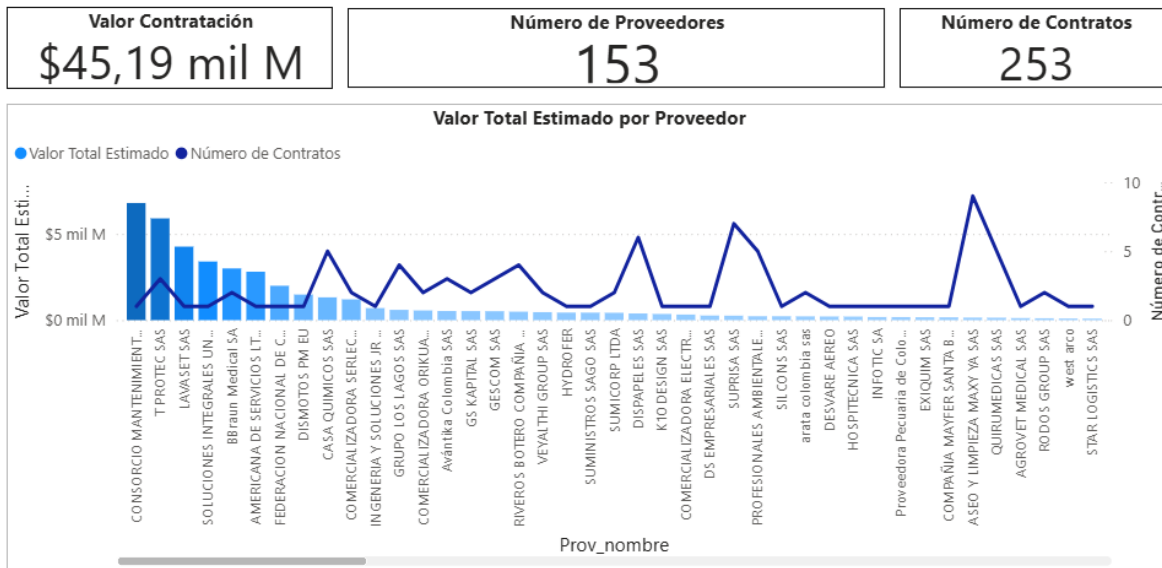 Valor Contratación
$45,19 mil M
Número de Proveedores
153
Número de Contratos
253
Valor Total Estimado por Proveedor
Valor Total Estimado
Número de Contratos
Valor Total Esti...
$5 mil M
$0 mil M
10
5
0
Número de Contr...
CONSORCIO MANTENIMIENT...
T PROTEC SAS
LAVASET SAS
SOLUCIONES INTEGRALES UN...
BBraun Medical SA
AMERICANA DE SERVICIOS LT...
FEDERACION NACIONAL DE C...
DISMOTOS PM EU
CASA QUIMICOS SAS
COMERCIALIZADORA SERLEC...
INGENERIA Y SOLUCIONES JR
GRUPO LOS LAGOS SAS
COMERCIALIZADORA ORIKUA...
Avántika Colombia SAS
GS KAPITAL SAS
GESCOM SAS
RIVEROS BOTERO COMPAÑIA ...
VEYALTHI GROUP SAS
HYDROFER
SUMINISTROS SAGO SAS
SUMICORP LTDA
DISPAPELES SAS
K10 DESIGN SAS
COMERCIALIZADORA ELECTR...
DS EMPRESARIALES SAS
SUPRISA SAS
PROFESIONALES AMBIENTALE...
SILCONS SAS
arata colombia sas
DESVARE AEREO
HOSPITECNICA SAS
INFOTIC SA
Proveedora Pecuaria de Colo...
EXIQUIM SAS
COMPAÑIA MAYFER SANTA B...
ASEO Y LIMPIEZA MAXY YA SAS
QUIRUMEDICAS SAS
AGROVET MEDICAL SAS
RODOS GROUP SAS
west arco
STAR LOGISTICS SAS
Prov_nombre